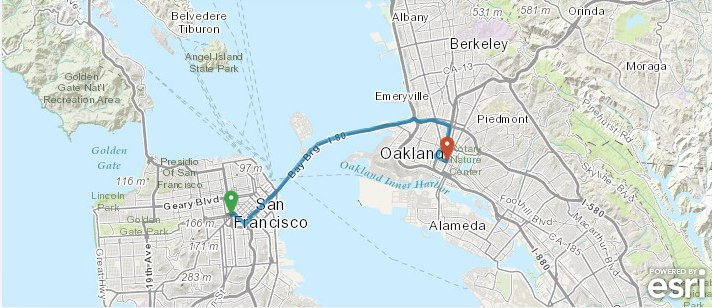 Belvedere
Tiburon
Angel Island
State Park
Golden
Gate Nat'l
Recreation Area
Albany
531 m
Orinda
581 m
Berkeley
CA-13
Moraga
Emeryville
Piedmont
Pinehurst Rd
Skyline Blvd
Golden
Gate
116 m
Presidio
Of San
Francisco
Lincoln
Park
Geary Blvd
Golden
Gate Park
166 m
19th-Ave
Great Hwy
283 m
271 m
San
Francisco
Bay Brg
I-80
Oakland
Nature
Center
Oakland Inner Harbor
Alameda
Foothill Blvd
I-880
CA-185
Macarthur-Blvd
I-580
POWERED BY
esri